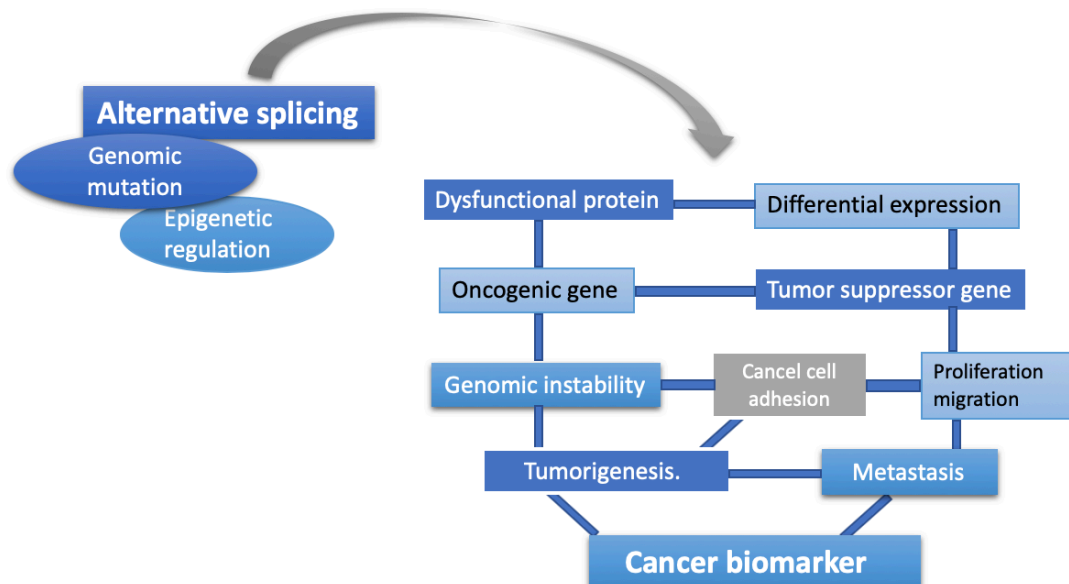 Alternative splicing
Genomic
mutation
Epigenetic
regulation
Dysfunctional protein
Differential expression
Oncogenic gene
Tumor suppressor gene
Genomic instability
Cancel cell
adhesion
Proliferation
migration
Tumorigenesis.
Metastasis
Cancer biomarker